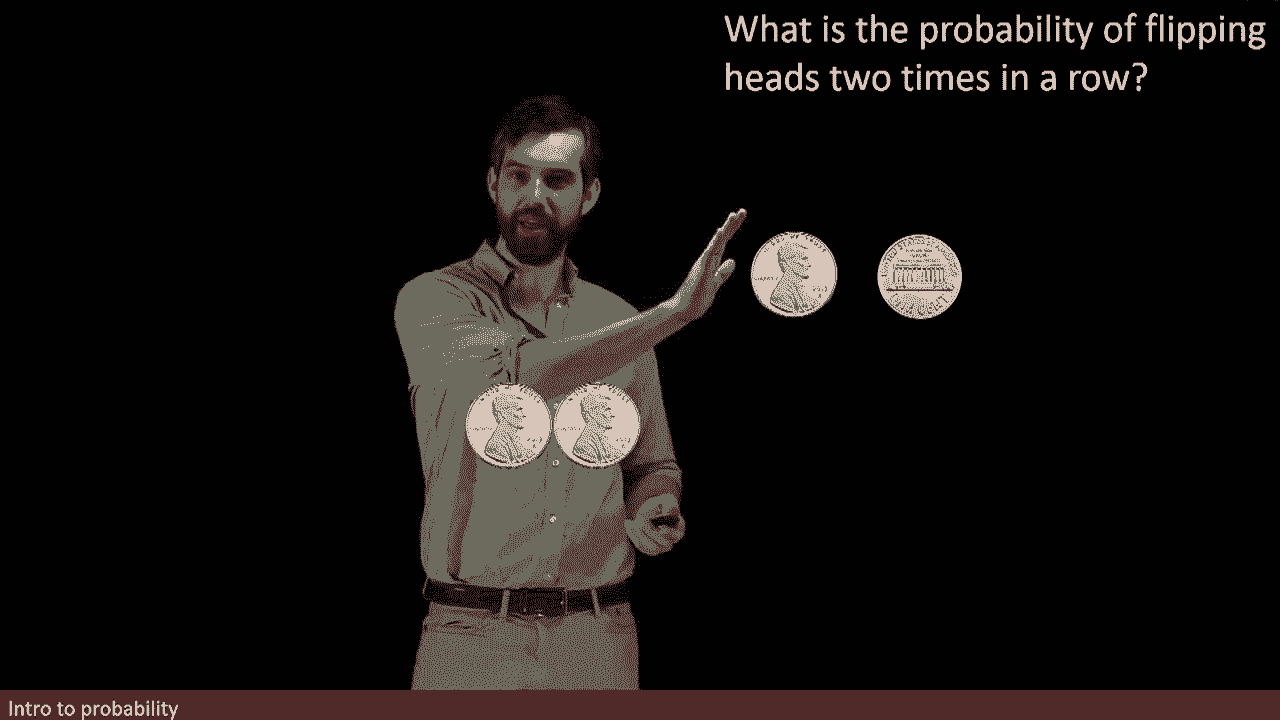 What is the probability of flipping
heads two times in a row?
Intro to probability